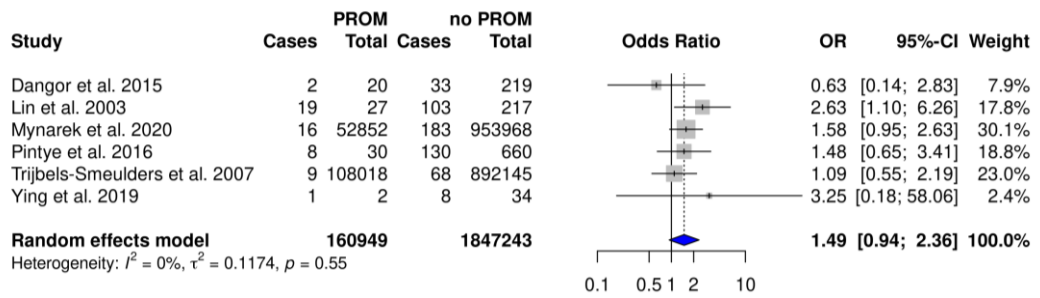 PROM no PROM
Study Cases Total Cases Total Odds Ratio OR 95%-CI Weight
Dangor et al. 2015 2 20 33 219 0.63 [0.14; 2.83] 7.9%
Lin et al. 2003 19 27 103 217 2.63 [1.10; 6.26] 17.8%
Mynarek et al. 2020 16 52852 183 953968 1.58 [0.95; 2.63] 30.1%
Pintye et al. 2016 8 30 130 660 1.48 [0.65; 3.41] 18.8%
Trijbels-Smeulders et al. 2007 9 108018 68 892145 1.09 [0.55; 2.19] 23.0%
Ying et al. 2019 1 2 8 34 3.25 [0.18; 58.06] 2.4%
Random effects model 160949 1847243 1.49 [0.94; 2.36] 100.0%
Heterogeneity: I² = 0%, τ² = 0.1174, p = 0.55
0.1 0.5 1 2 10